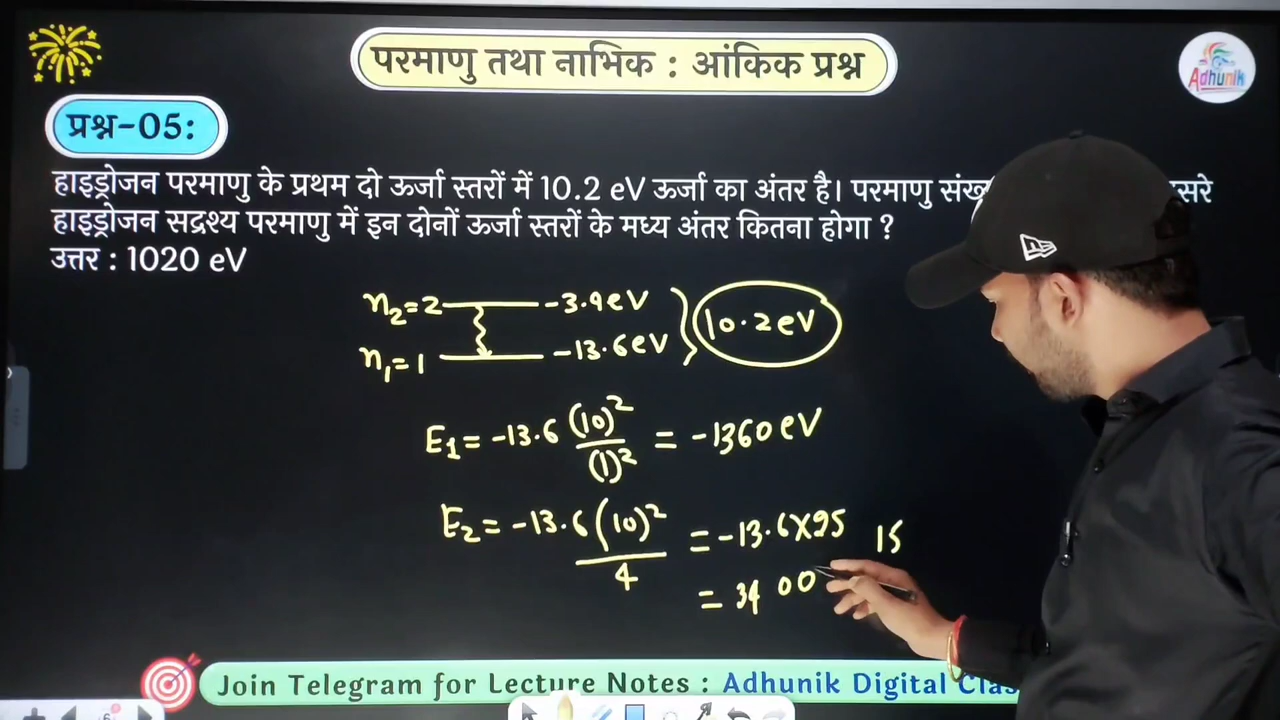 परमाणु तथा नाभिक : आंकिक प्रश्न
Adhunik
प्रश्न-05:
हाइड्रोजन परमाणु के प्रथम दो ऊर्जा स्तरों में 10.2 eV ऊर्जा का अंतर है। परमाणु
हाइड्रोजन सद्रश्य परमाणु में इन दोनों ऊर्जा स्तरों के मध्य अंतर कितना होगा ?
उत्तर : 1020 eV
n₂=2 -3.4eV
10.2eV
n₁=1 -13.6eV
E₁ = -13.6 (10)²/(1)² = -1360eV
E₂ = -13.6 (10)²/4 = -13.6×25 15
= 3400
Join Telegram for Lecture Notes : Adhunik Digital